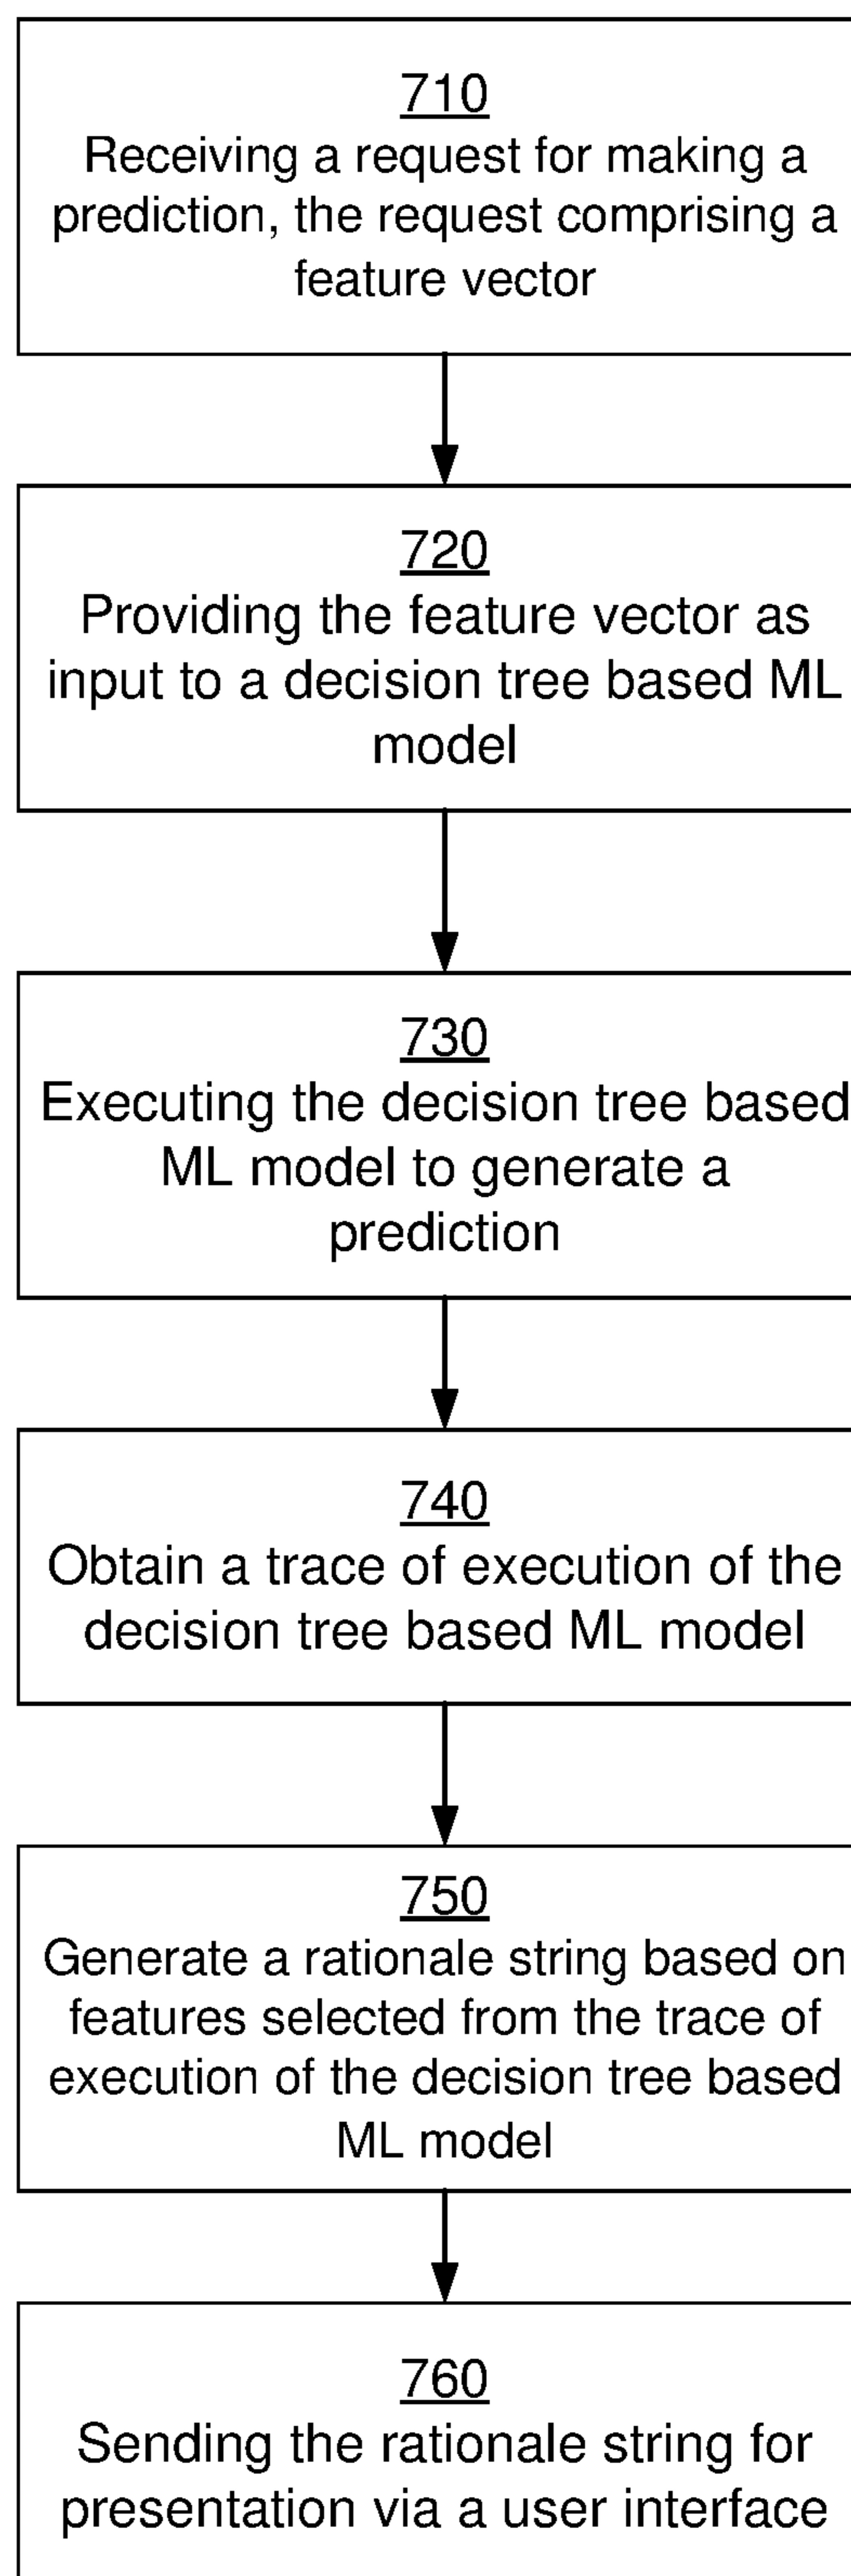 710
Receiving a request for making a
prediction, the request comprising a
feature vector
720
Providing the feature vector as
input to a decision tree based ML
model
730
Executing the decision tree based
ML model to generate a
prediction
740
Obtain a trace of execution of the
decision tree based ML model
750
Generate a rationale string based on
features selected from the trace of
execution of the decision tree based
ML model
760
Sending the rationale string for
presentation via a user interface